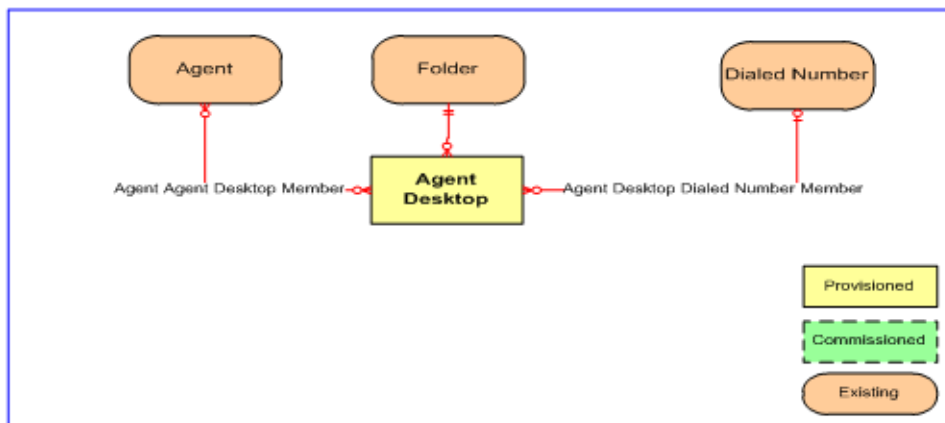 Agent
Folder
Dialed Number
Agent Agent Desktop Member
Agent
Desktop
Agent Desktop Dialed Number Member
Provisioned
Commissioned
Existing